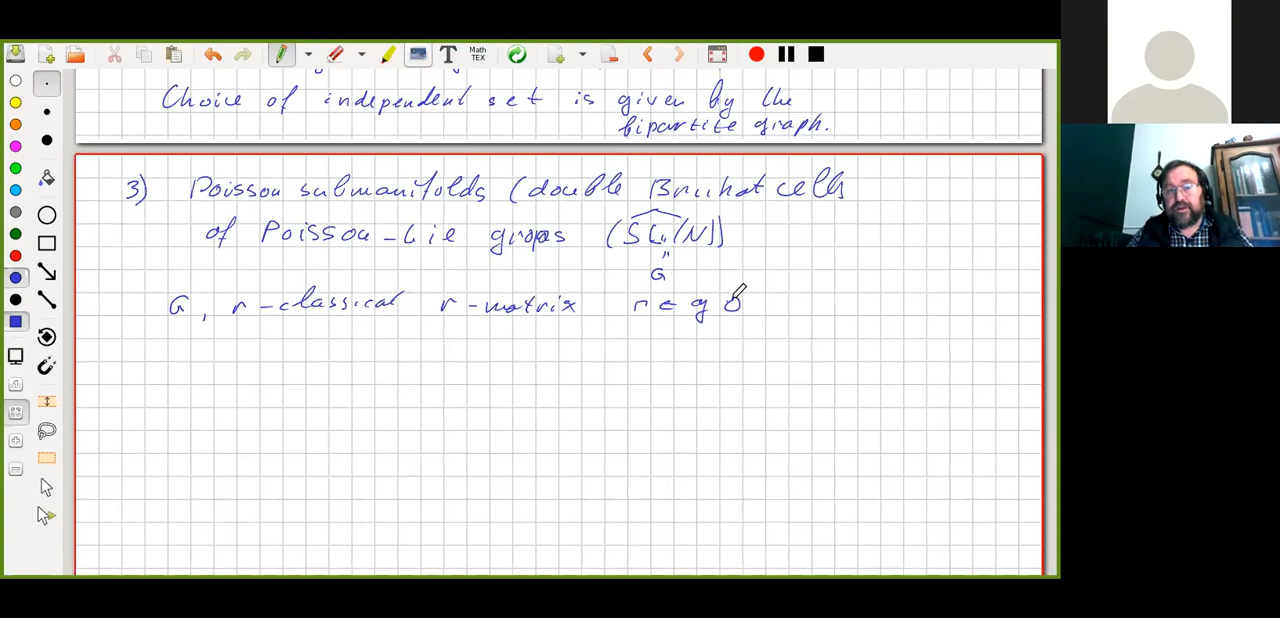 Math
TEX
Choice of independent set is given by the
bipartite graph.
3) Poisson submanifolds (double Bruhat cells
of Poisson-Lie groups (SL(N))
"
G
G, r-classical r-matrix r ∈ g